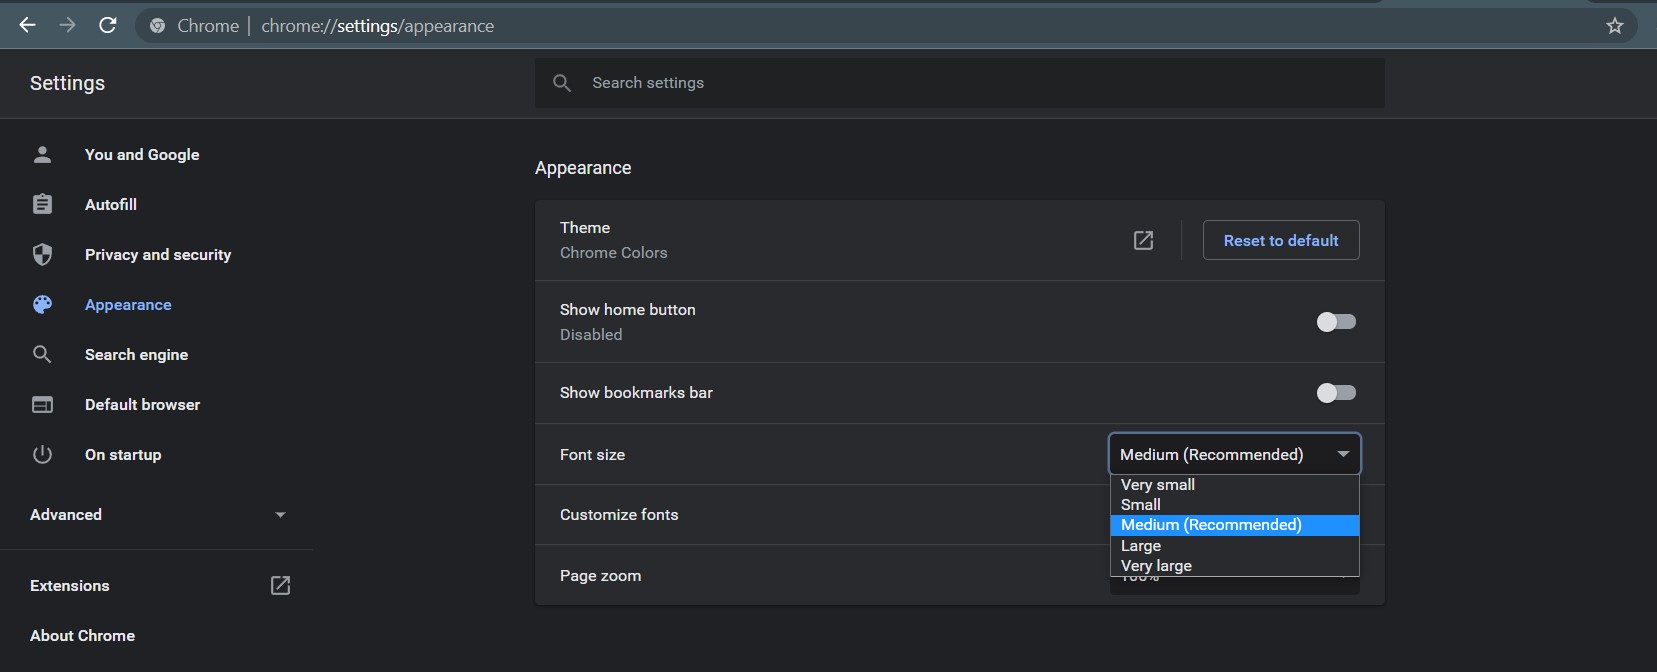 Chrome | chrome://settings/appearance
Settings
Search settings
You and Google
Autofill
Privacy and security
Appearance
Search engine
Default browser
On startup
Advanced
Extensions
About Chrome
Appearance
Theme
Chrome Colors
Reset to default
Show home button
Disabled
Show bookmarks bar
Font size
Medium (Recommended)
Very small
Small
Medium (Recommended)
Large
Very large
Customize fonts
Page zoom
100%